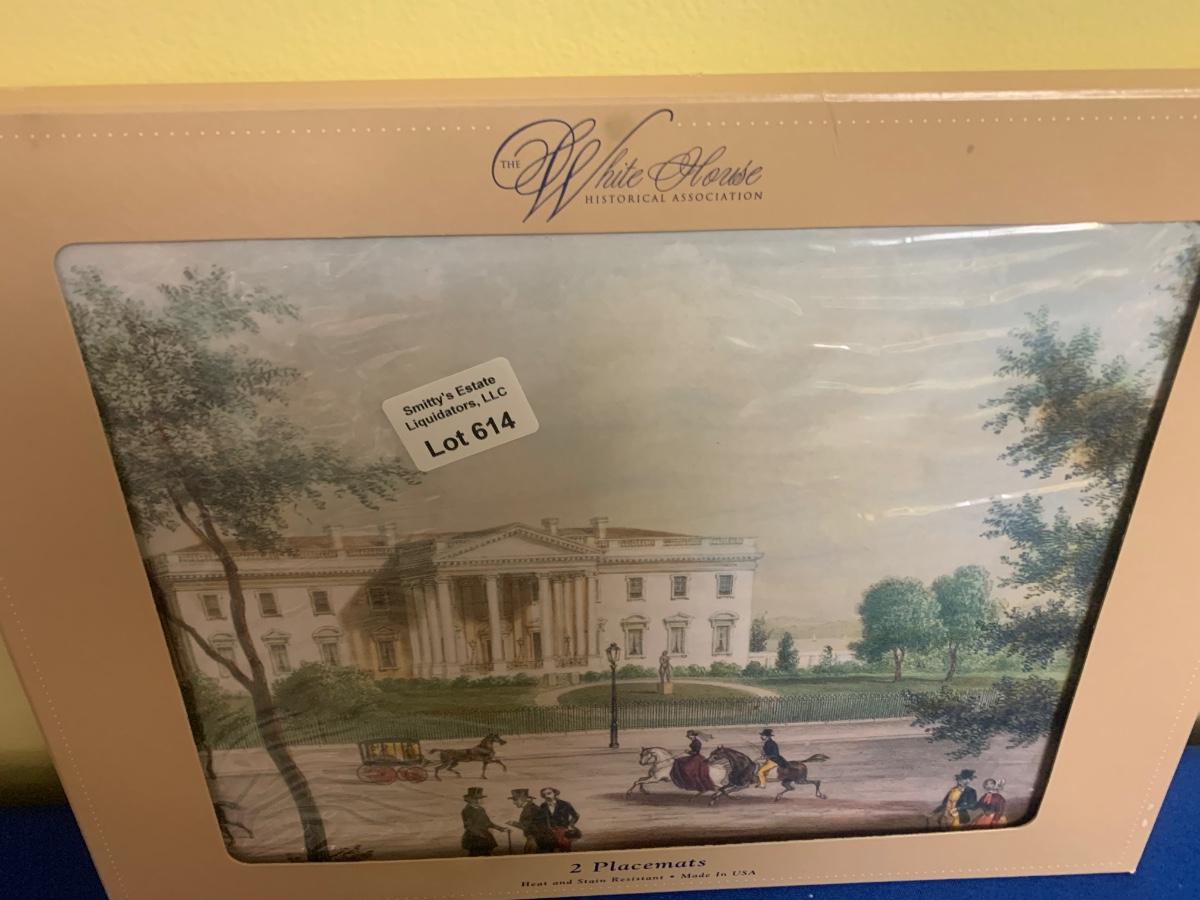 THE White House
HISTORICAL ASSOCIATION
Smitty's Estate
Liquidators, LLC
Lot 614
2 Placemats
Heat and Stain Resistant • Made In USA